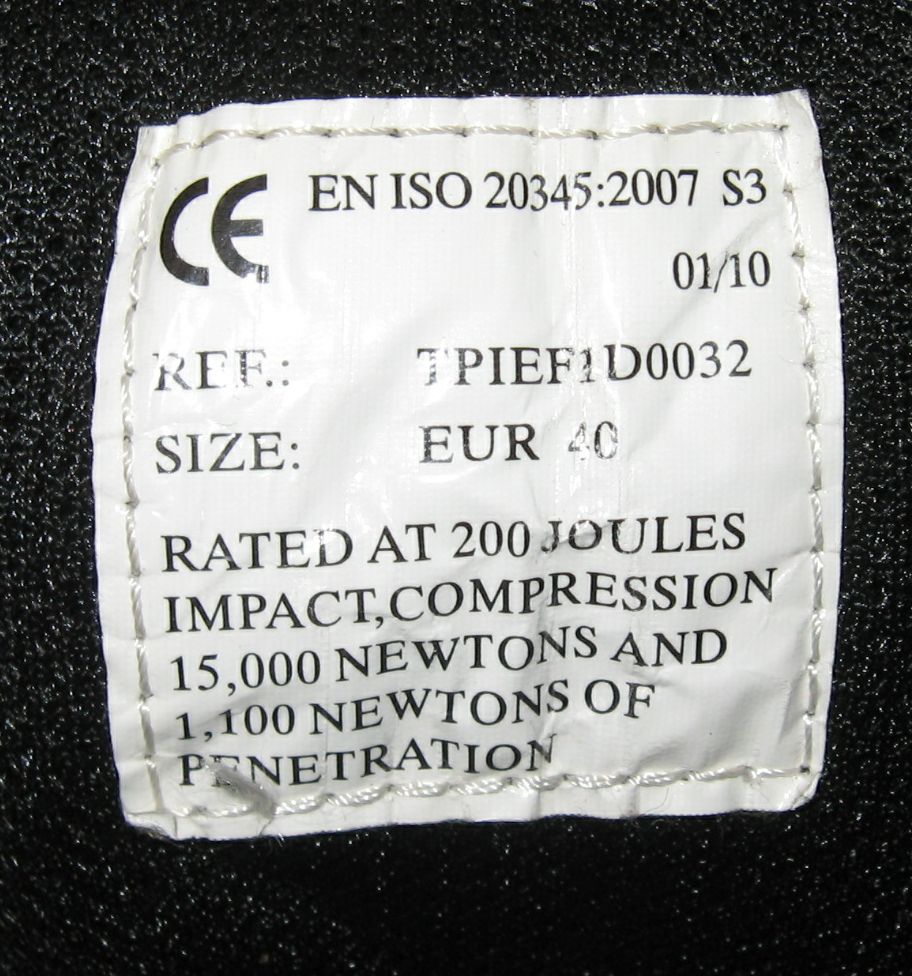 CE EN ISO 20345:2007 S3
01/10
REF.: TPIEF1D0032
SIZE: EUR 40
RATED AT 200 JOULES
IMPACT,COMPRESSION
15,000 NEWTONS AND
1,100 NEWTONS OF
PENETRATION